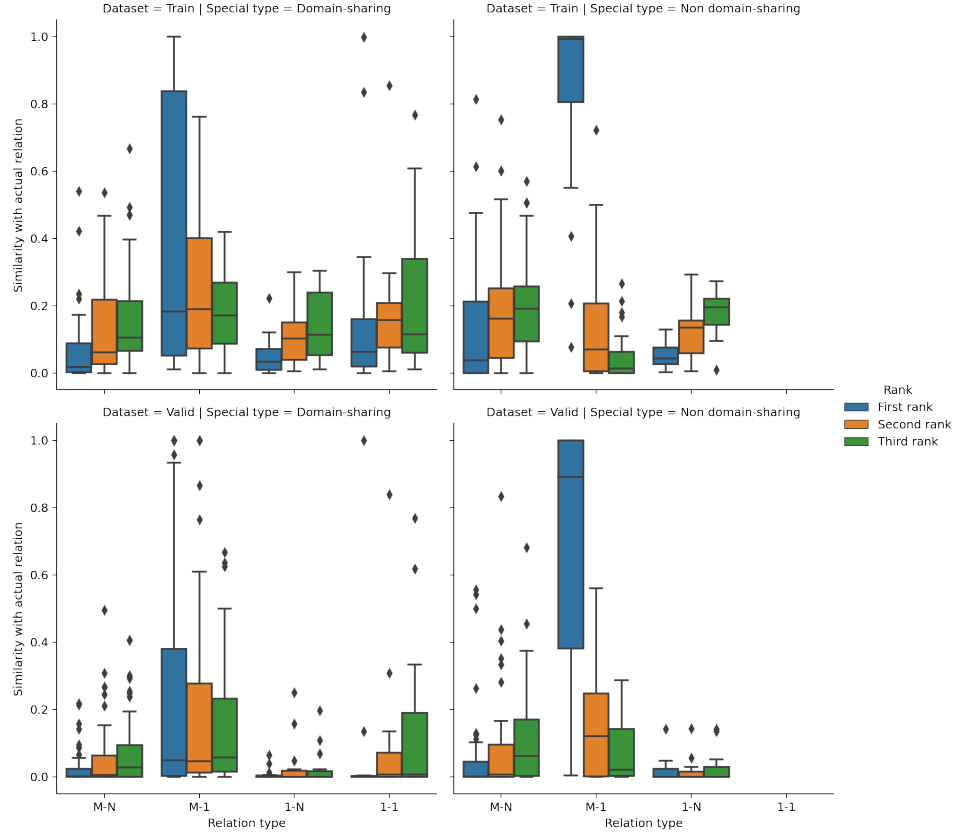 Dataset = Train | Special type = Domain-sharing
Dataset = Train | Special type = Non domain-sharing
1.0
0.8
0.6
0.4
0.2
0.0
Similarity with actual relation
Dataset = Valid | Special type = Domain-sharing
Dataset = Valid | Special type = Non domain-sharing
Rank
First rank
Second rank
Third rank
1.0
0.8
0.6
0.4
0.2
0.0
Similarity with actual relation
M-N
M-1
1-N
1-1
M-N
M-1
1-N
1-1
Relation type
Relation type